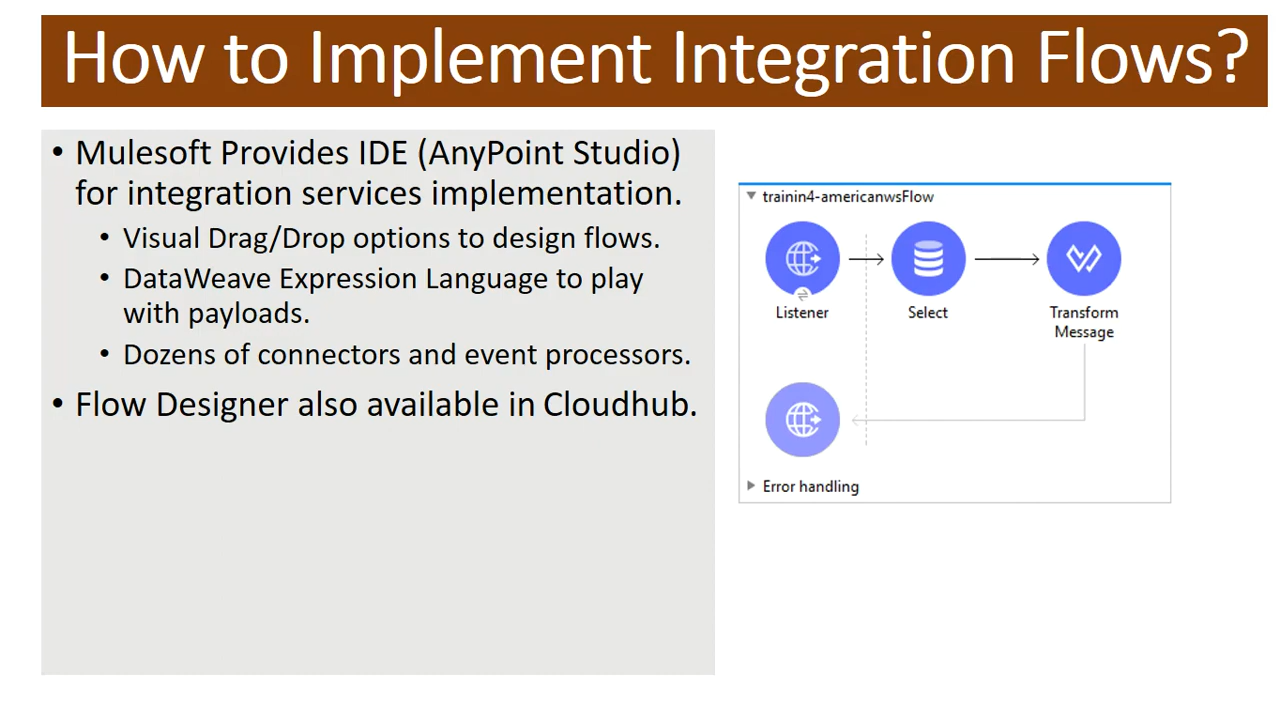 How to Implement Integration Flows?
• Mulesoft Provides IDE (AnyPoint Studio)
for integration services implementation.
• Visual Drag/Drop options to design flows.
• DataWeave Expression Language to play
with payloads.
• Dozens of connectors and event processors.
• Flow Designer also available in Cloudhub.
trainin4-americanwsFlow
Listener
Select
Transform
Message
Error handling